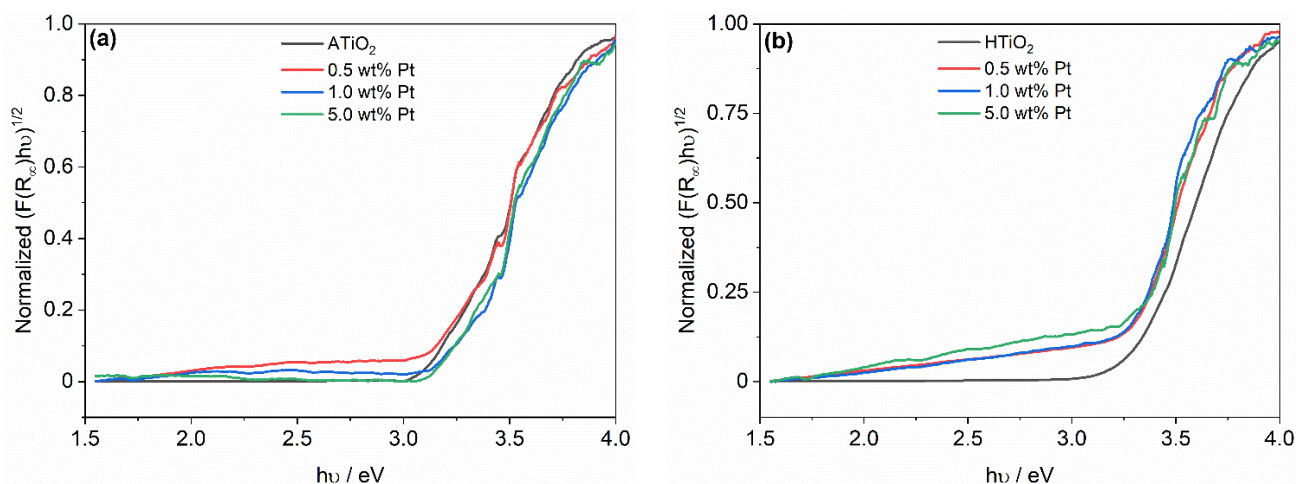 (a)
ATiO₂
0.5 wt% Pt
1.0 wt% Pt
5.0 wt% Pt
Normalized (F(R∞)hυ)^1/2
1.0
0.8
0.6
0.4
0.2
0
1.5 2.0 2.5 3.0 3.5 4.0
hυ / eV
(b)
HTiO₂
0.5 wt% Pt
1.0 wt% Pt
5.0 wt% Pt
Normalized (F(R∞)hυ)^1/2
1.00
0.75
0.50
0.25
0
1.5 2.0 2.5 3.0 3.5 4.0
hυ / eV